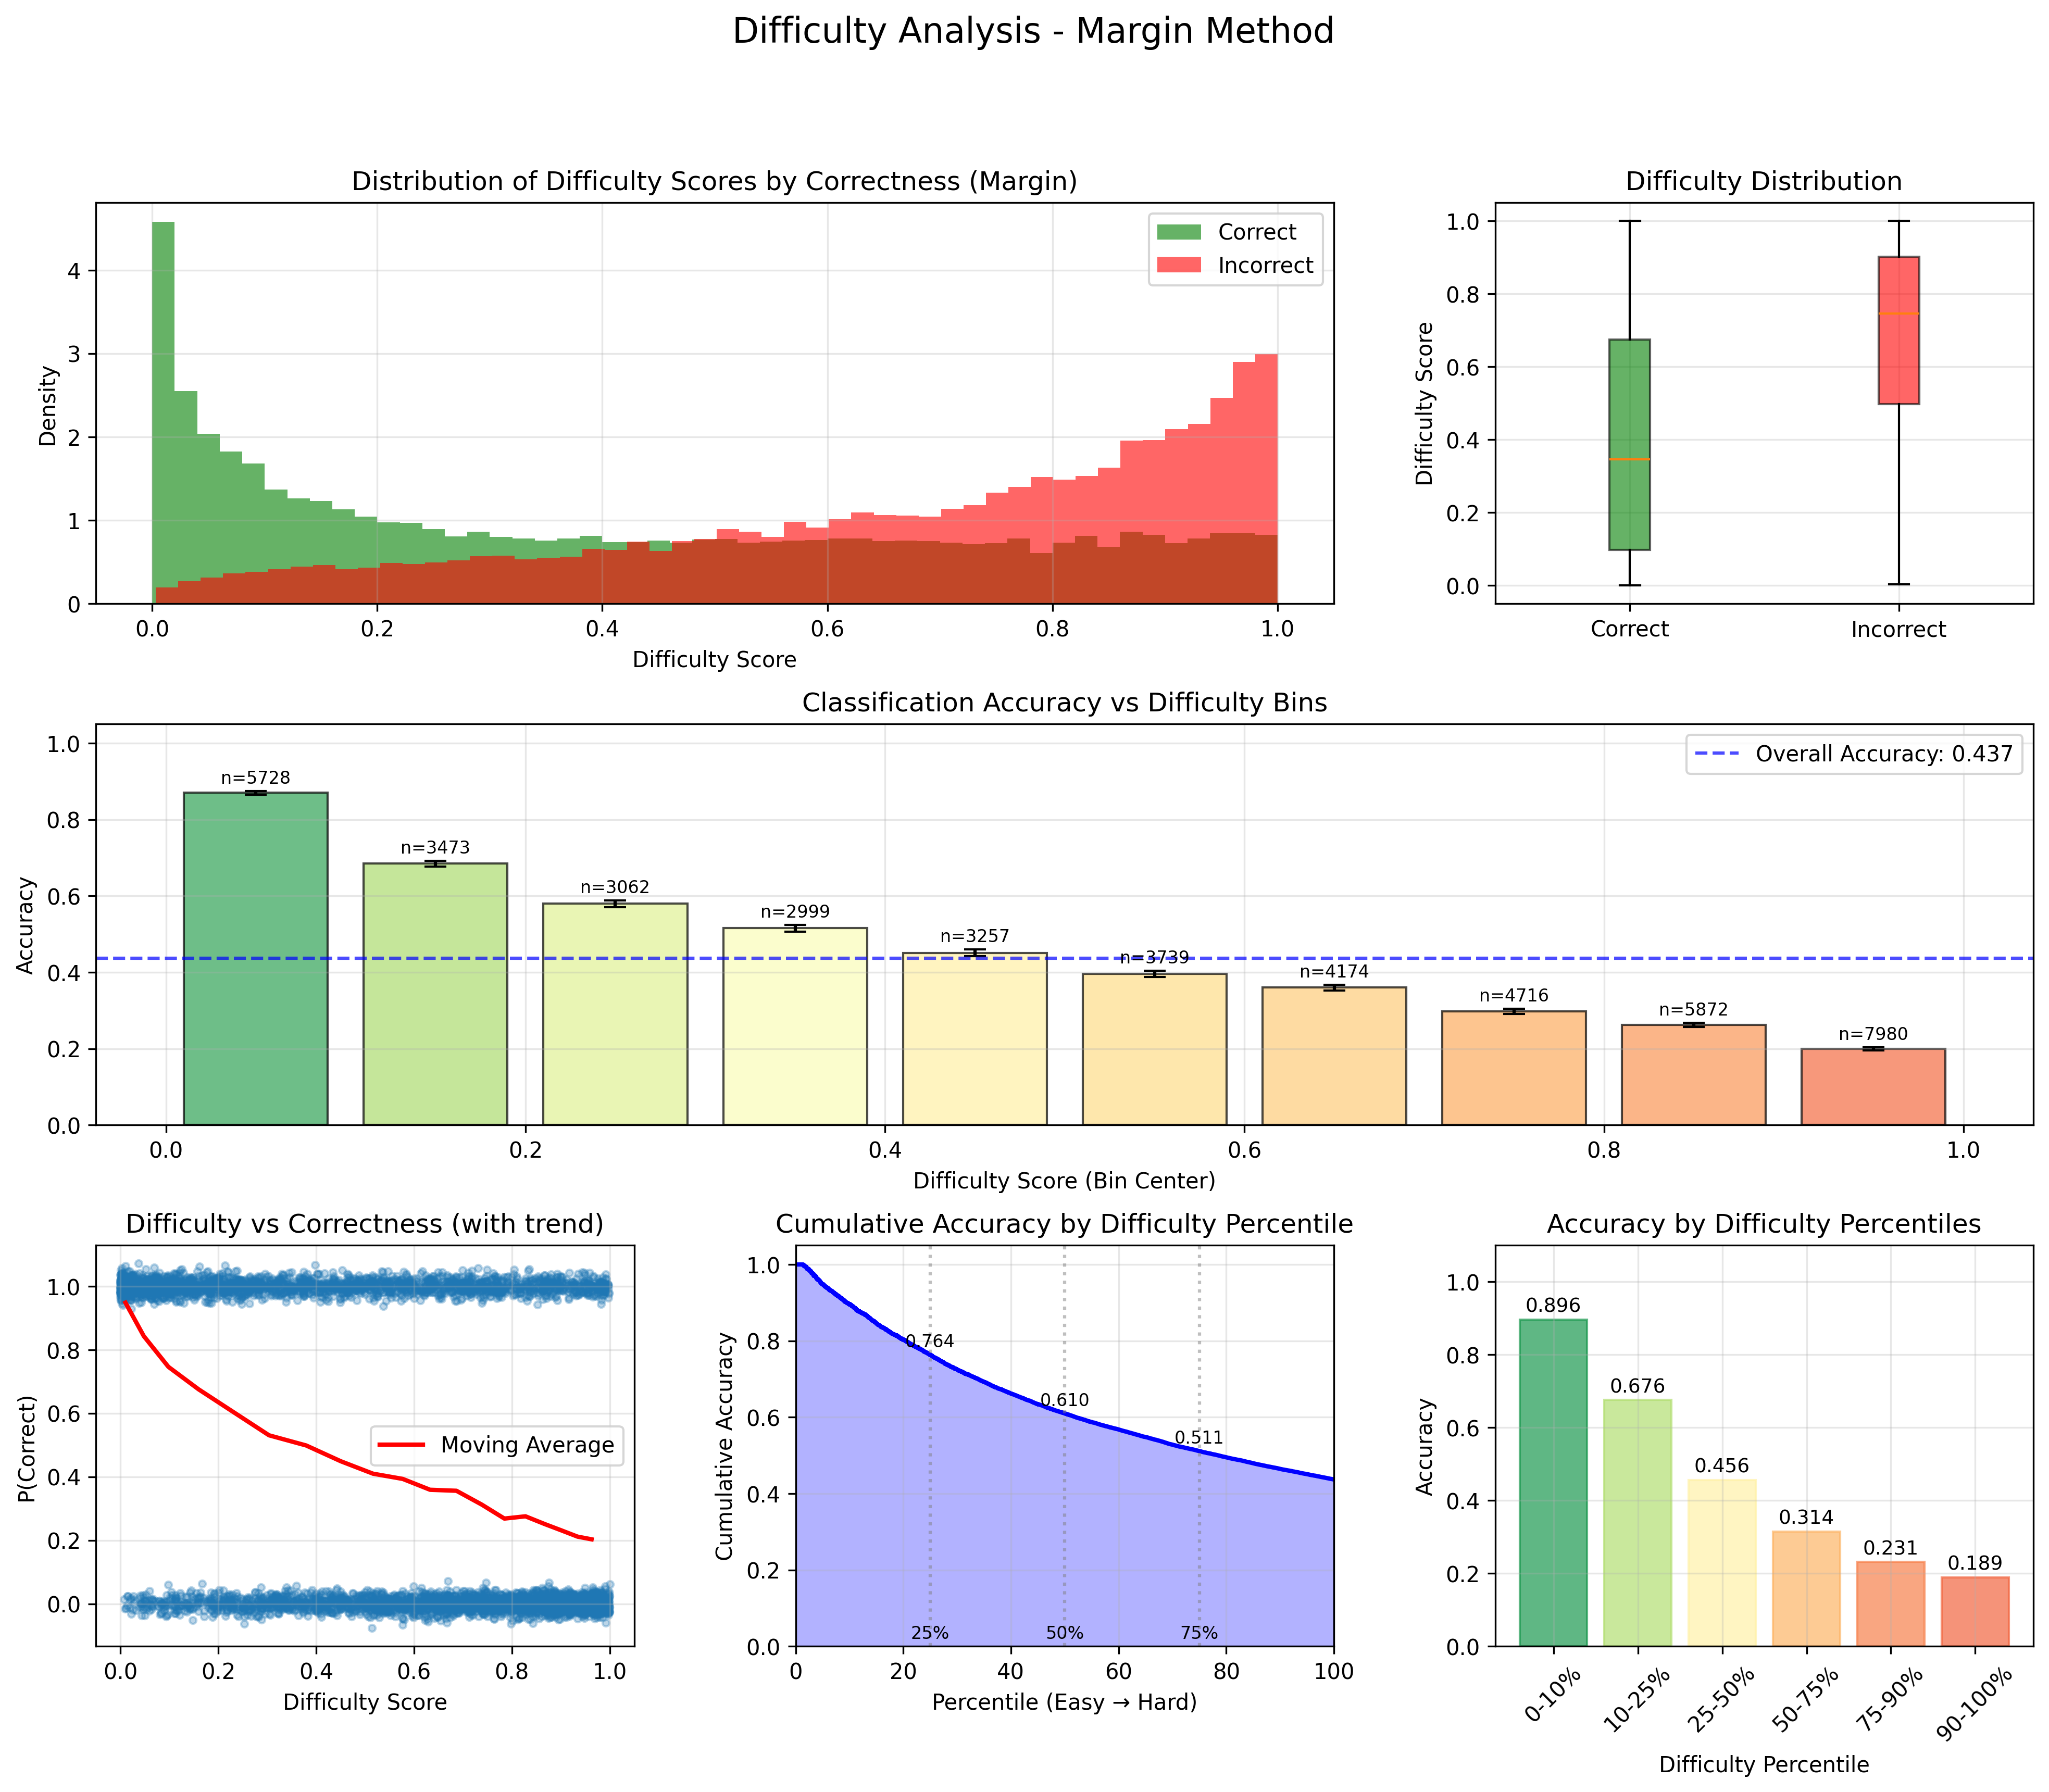 Difficulty Analysis - Margin Method
Distribution of Difficulty Scores by Correctness (Margin)
Density
4
3
2
1
0
0.0 0.2 0.4 0.6 0.8 1.0
Difficulty Score
Correct
Incorrect
Difficulty Distribution
Difficulty Score
1.0
0.8
0.6
0.4
0.2
0.0
Correct Incorrect
Classification Accuracy vs Difficulty Bins
Accuracy
1.0
0.8
0.6
0.4
0.2
0.0
Overall Accuracy: 0.437
n=5728
n=3473
n=3062
n=2999
n=3257
n=3739
n=4174
n=4716
n=5872
n=7980
0.0 0.2 0.4 0.6 0.8 1.0
Difficulty Score (Bin Center)
Difficulty vs Correctness (with trend)
P(Correct)
1.0
0.8
0.6
0.4
0.2
0.0
Moving Average
0.0 0.2 0.4 0.6 0.8 1.0
Difficulty Score
Cumulative Accuracy by Difficulty Percentile
Cumulative Accuracy
1.0
0.8
0.6
0.4
0.2
0.0
0.764
0.610
0.511
25% 50% 75%
0 20 40 60 80 100
Percentile (Easy → Hard)
Accuracy by Difficulty Percentiles
Accuracy
1.0
0.8
0.6
0.4
0.2
0.0
0.896
0.676
0.456
0.314
0.231
0.189
0-10% 10-25% 25-50% 50-75% 75-90% 90-100%
Difficulty Percentile